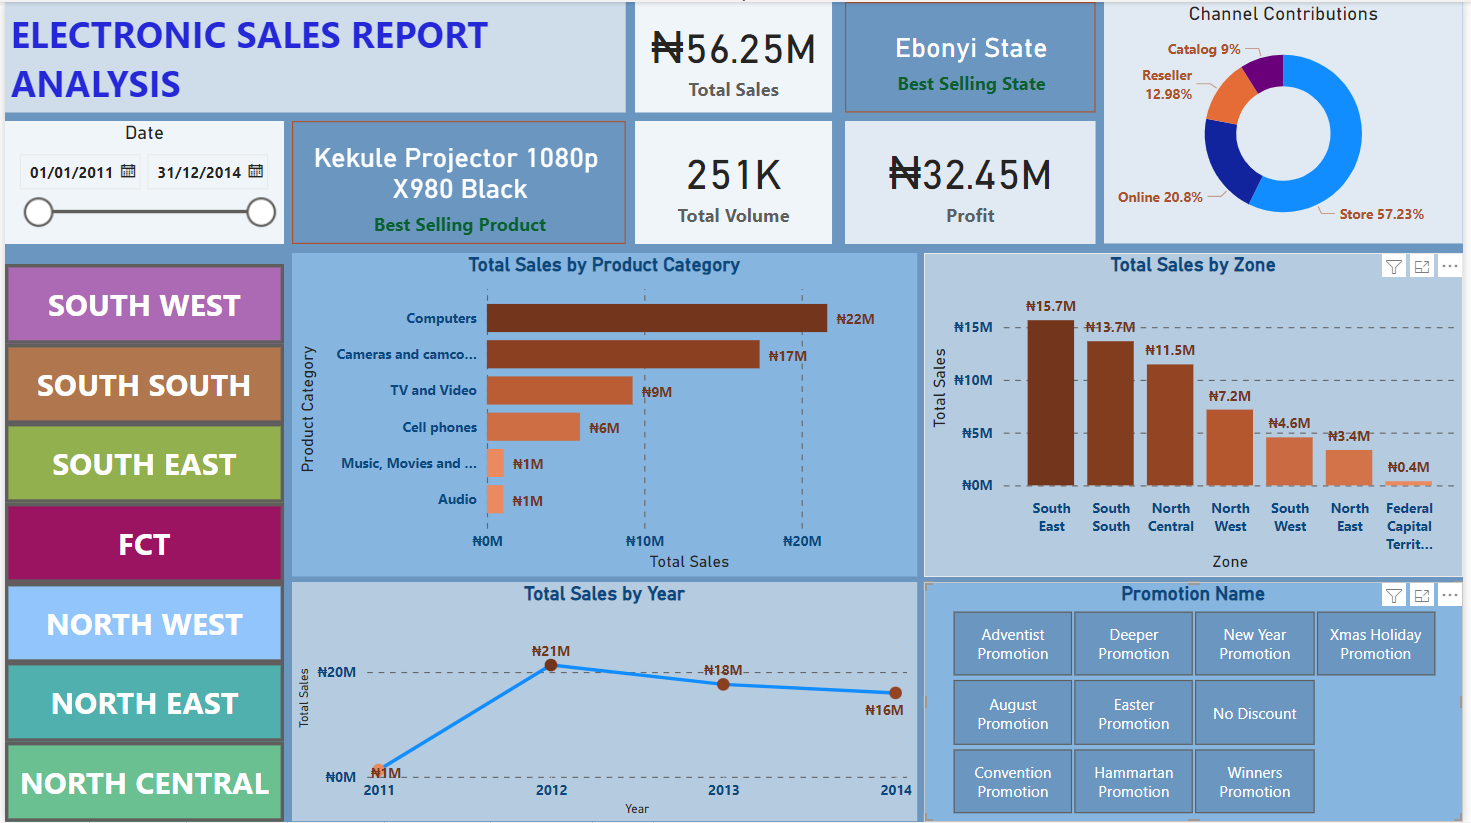 ELECTRONIC SALES REPORT
ANALYSIS
₦56.25M
Total Sales
Ebonyi State
Best Selling State
Channel Contributions
Catalog 9%
Reseller
12.98%
Online 20.8%
Store 57.23%
Date
01/01/2011
31/12/2014
Kekule Projector 1080p
X980 Black
Best Selling Product
251K
Total Volume
₦32.45M
Profit
SOUTH WEST
SOUTH SOUTH
SOUTH EAST
FCT
NORTH WEST
NORTH EAST
NORTH CENTRAL
Total Sales by Product Category
Product Category
Computers
₦22M
Cameras and camco...
₦17M
TV and Video
₦9M
Cell phones
₦6M
Music, Movies and ...
₦1M
Audio
₦1M
₦0M
₦10M
₦20M
Total Sales
Total Sales by Zone
Total Sales
₦15M
₦10M
₦5M
₦0M
₦15.7M
₦13.7M
₦11.5M
₦7.2M
₦4.6M
₦3.4M
₦0.4M
South
East
South
South
North
Central
North
West
South
West
North
East
Federal
Capital
Territ...
Zone
Total Sales by Year
Total Sales
₦20M
₦0M
₦1M
₦21M
₦18M
₦16M
2011
2012
2013
2014
Year
Promotion Name
Adventist
Promotion
Deeper
Promotion
New Year
Promotion
Xmas Holiday
Promotion
August
Promotion
Easter
Promotion
No Discount
Convention
Promotion
Hammartan
Promotion
Winners
Promotion